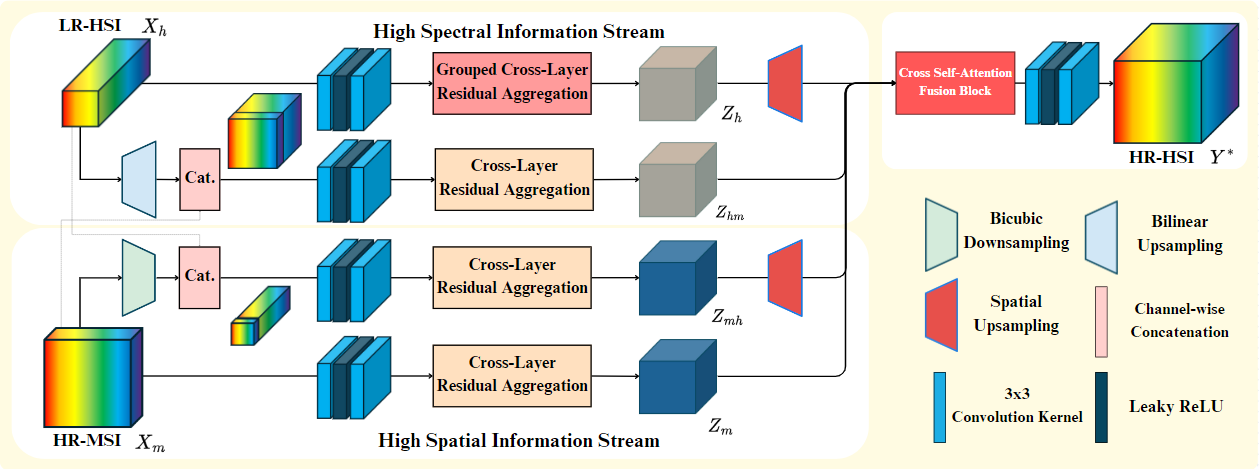 LR-HSI X_h
High Spectral Information Stream
Grouped Cross-Layer
Residual Aggregation
Z_h
Cat.
Cross-Layer
Residual Aggregation
Z_{hm}
Cat.
Cross-Layer
Residual Aggregation
Z_{mh}
Cross-Layer
Residual Aggregation
Z_m
HR-MSI X_m
High Spatial Information Stream
Cross Self-Attention
Fusion Block
HR-HSI Y*
Bicubic
Downsampling
Bilinear
Upsampling
Spatial
Upsampling
Channel-wise
Concatenation
3x3
Convolution Kernel
Leaky ReLU